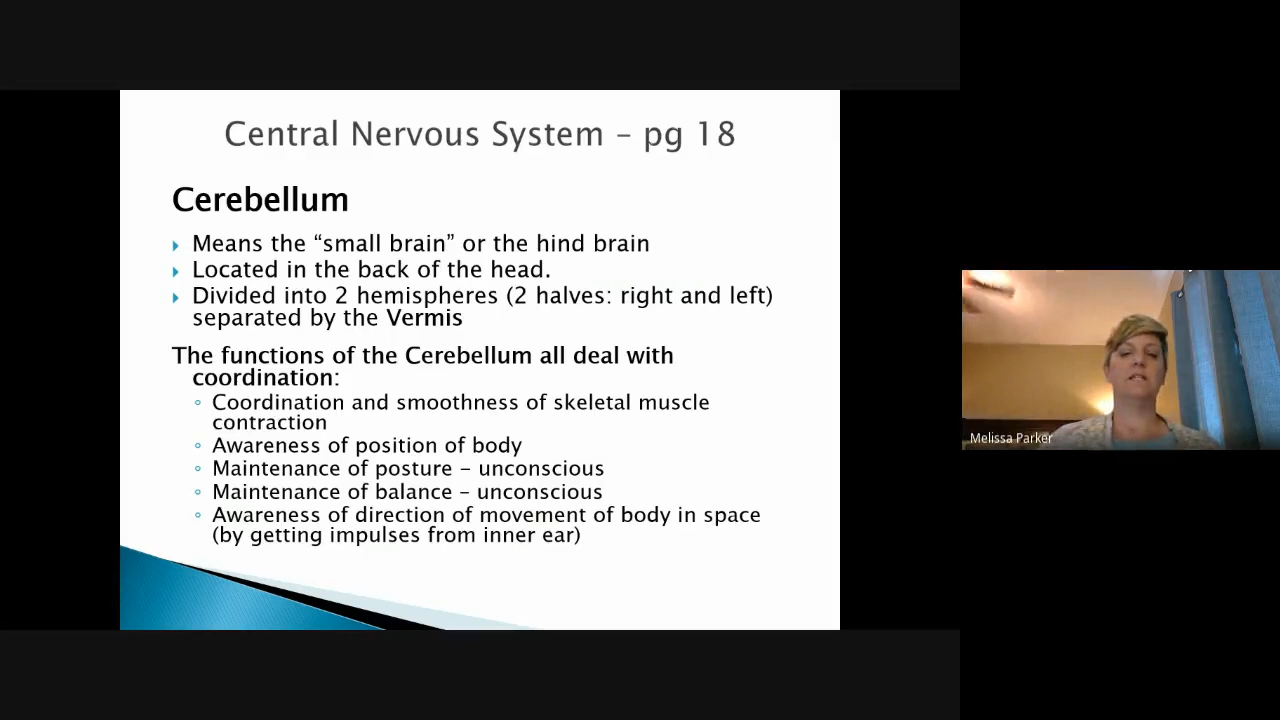 Central Nervous System – pg 18
Cerebellum
Means the “small brain” or the hind brain
Located in the back of the head.
Divided into 2 hemispheres (2 halves: right and left)
separated by the Vermis
The functions of the Cerebellum all deal with
coordination:
Coordination and smoothness of skeletal muscle
contraction
Awareness of position of body
Maintenance of posture – unconscious
Maintenance of balance – unconscious
Awareness of direction of movement of body in space
(by getting impulses from inner ear)
Melissa Parker